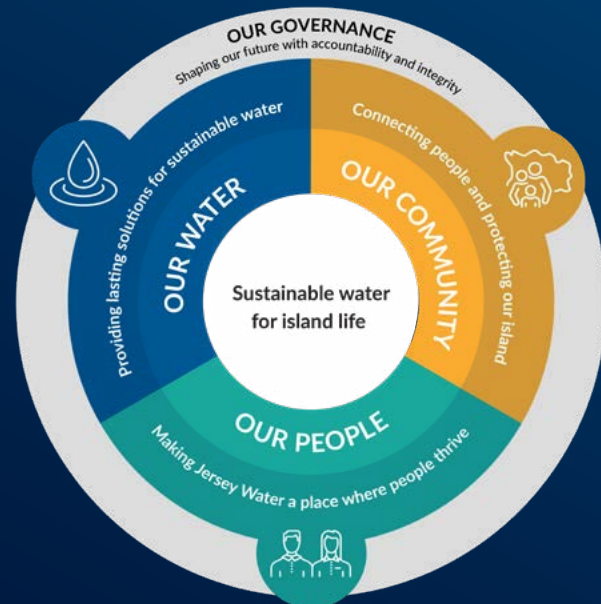 OUR GOVERNANCE
Shaping our future with accountability and integrity
Providing lasting solutions for sustainable water
OUR WATER
Connecting people and protecting our island
OUR COMMUNITY
Sustainable water
for island life
OUR PEOPLE
Making Jersey Water a place where people thrive